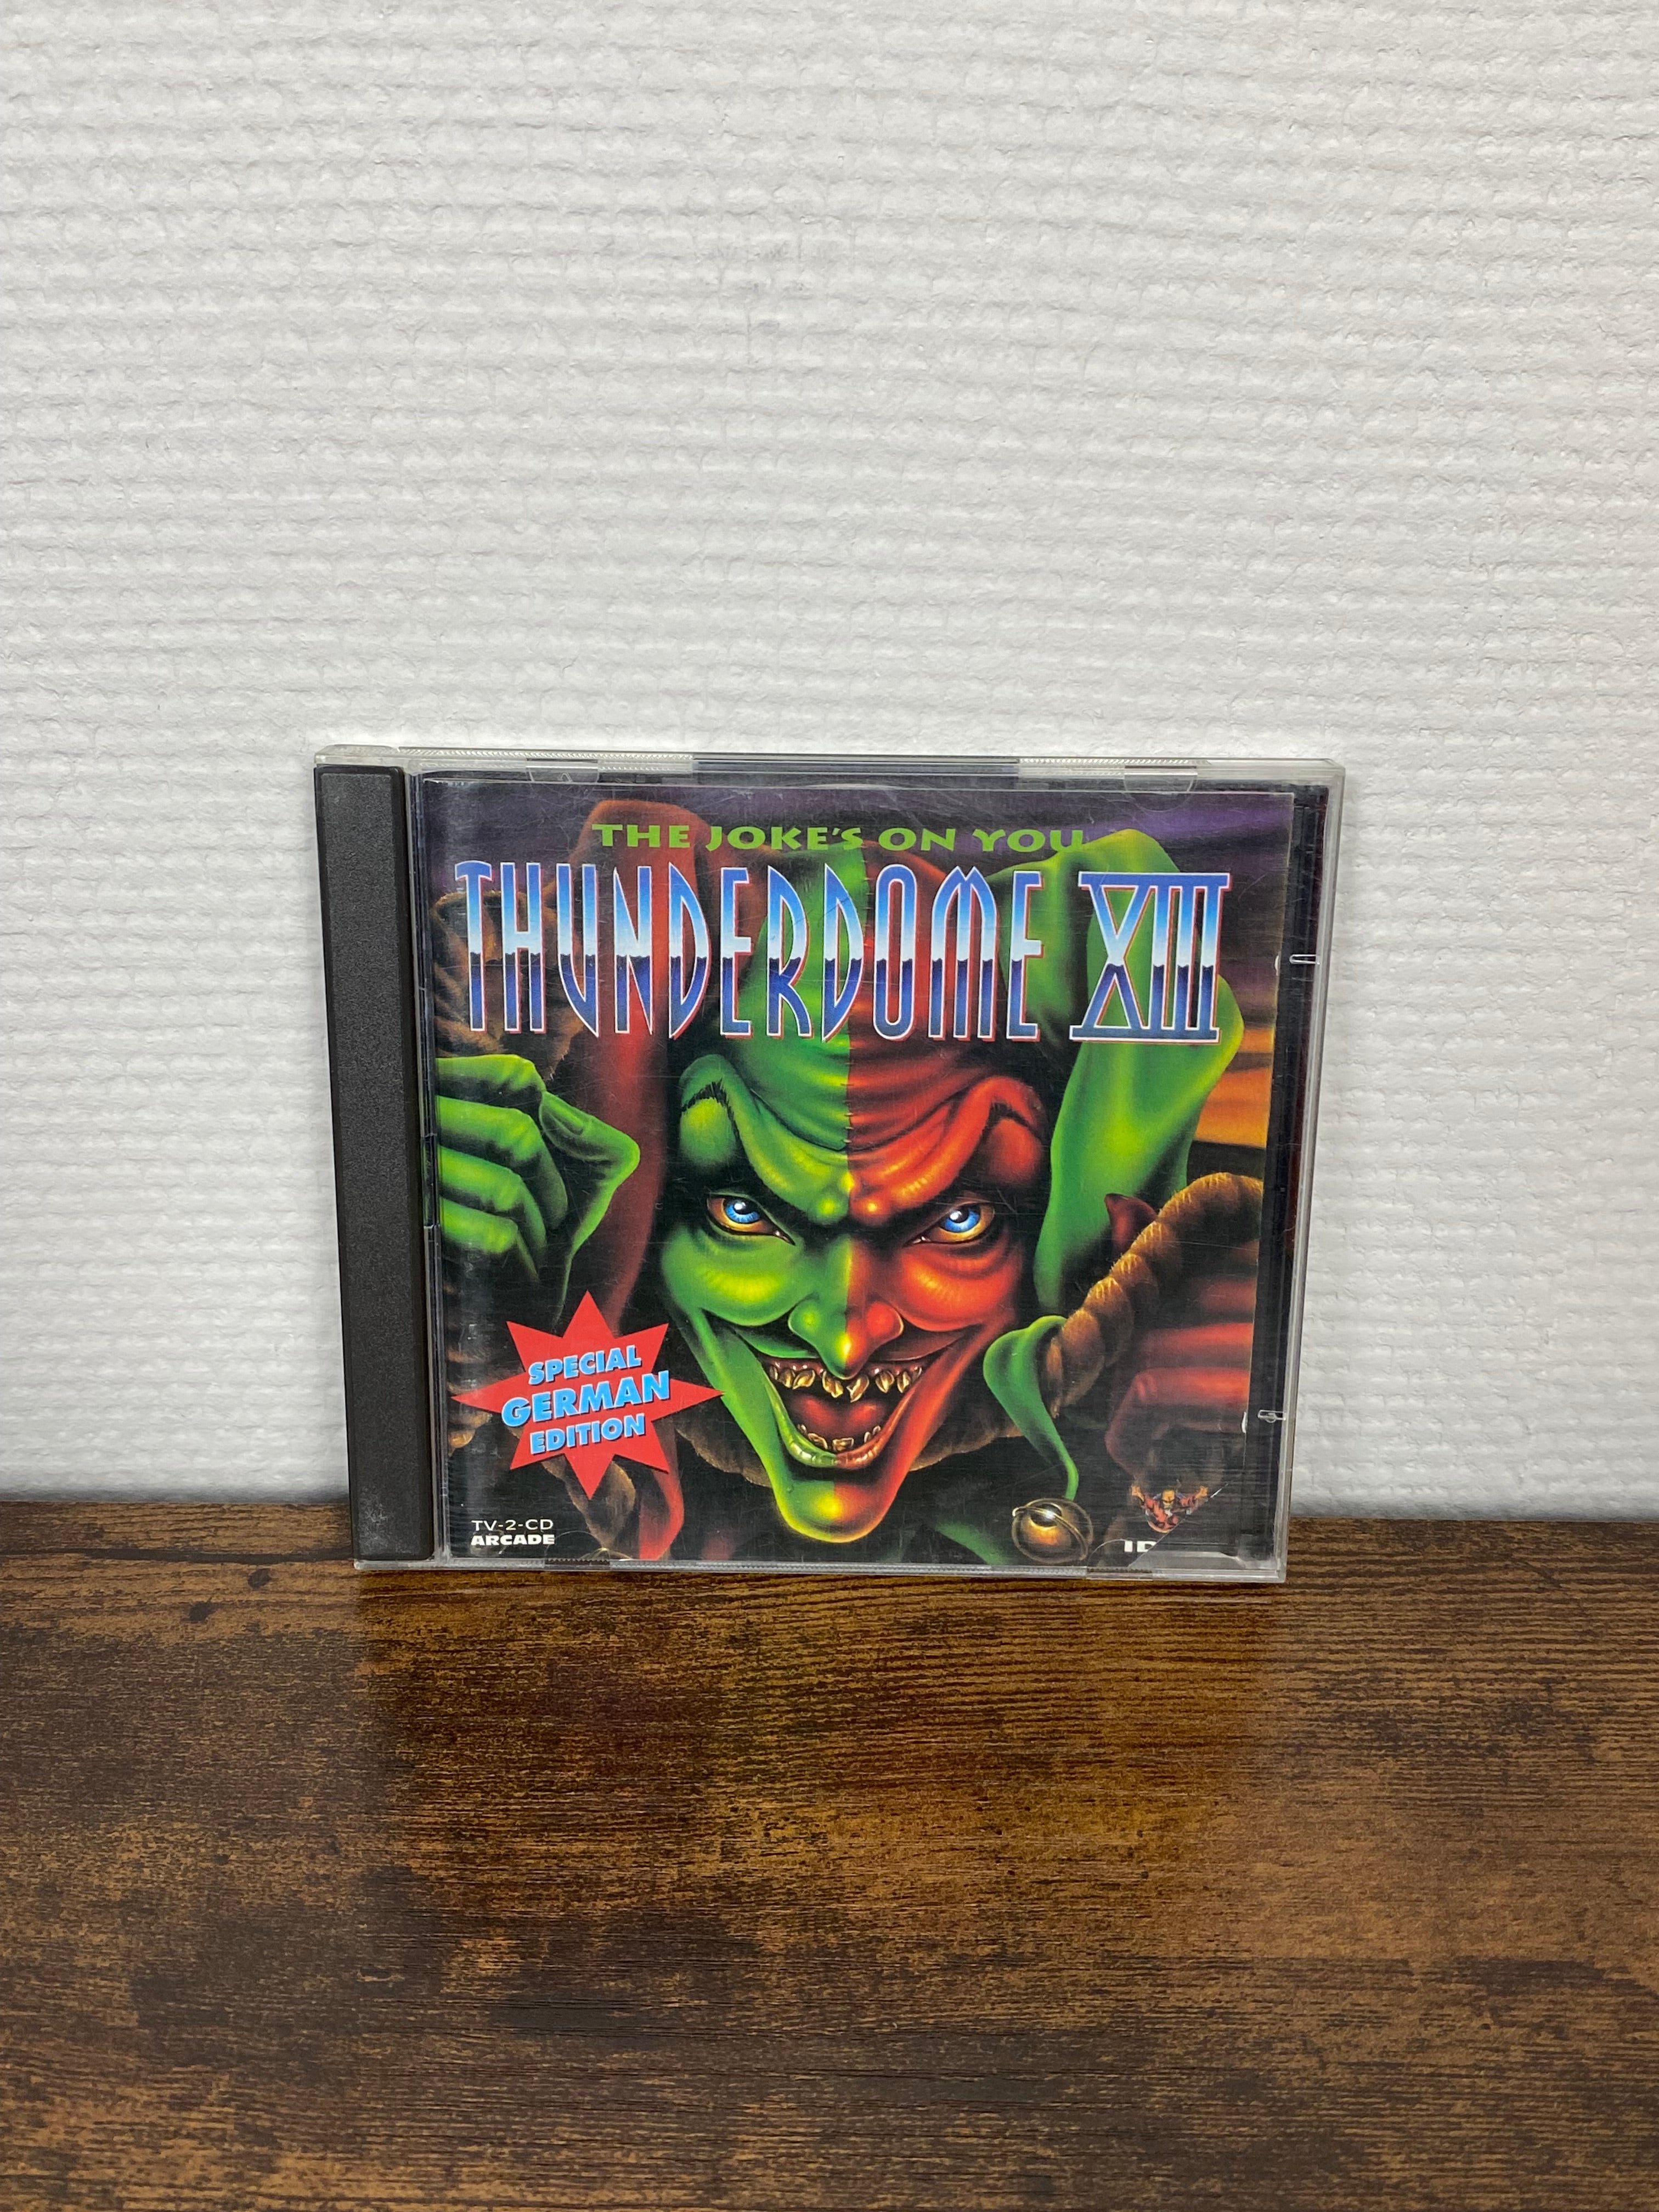 THE JOKE'S ON YOU
THUNDERDOME XIII
SPECIAL
GERMAN
EDITION
TV-2-CD
ARCADE